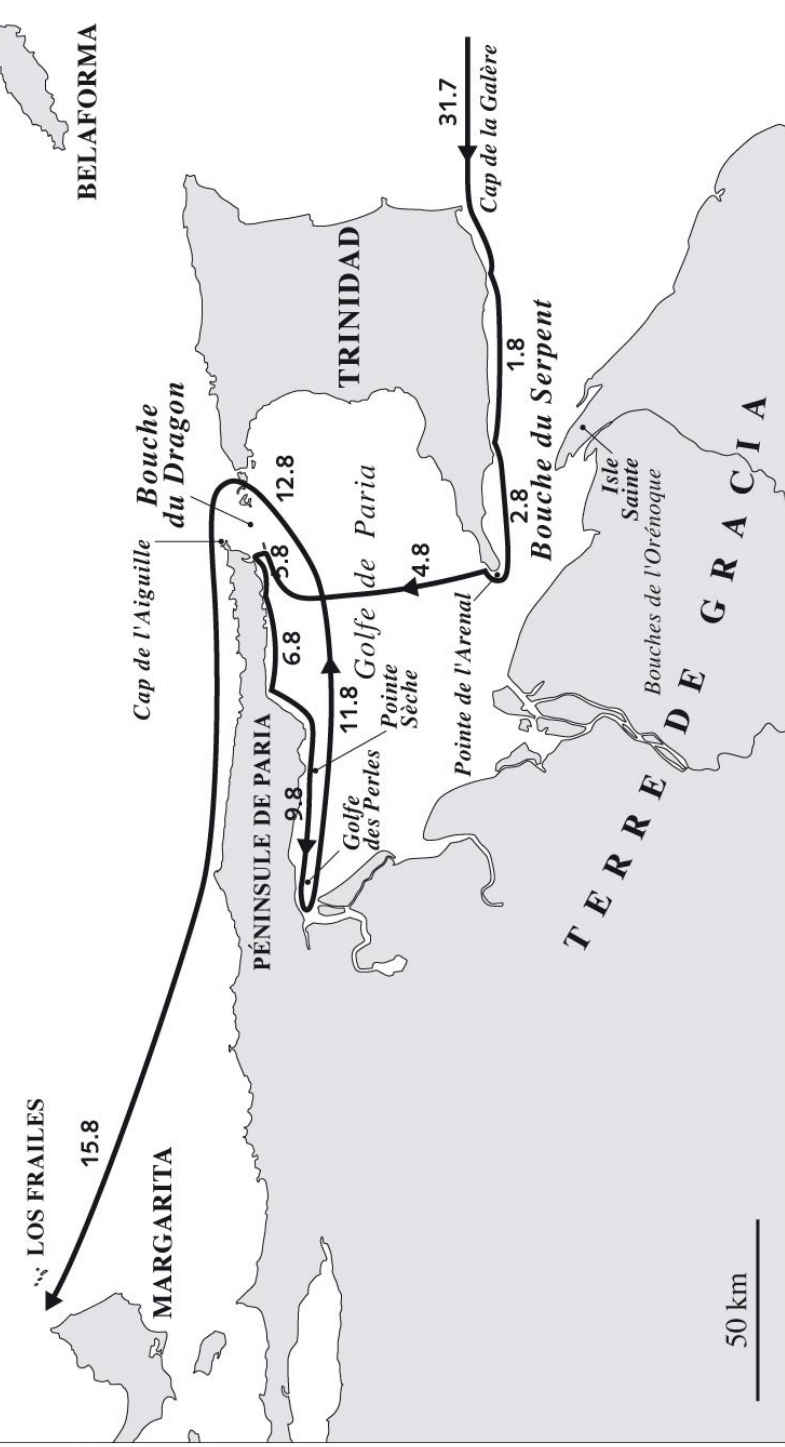 BELAFORMA
LOS FRAILES
15.8
MARGARITA
Cap de l'Aiguille
Bouche
du Dragon
12.8
TRINIDAD
31.7
Cap de la Galère
PÉNINSULE DE PARIA
9.8
6.8
5.8
11.8
Golfe de Paria
Golfe
des Perles
Pointe
Sèche
4.8
Pointe de l'Arenal
2.8
1.8
Bouche du Serpent
Isle
Sainte
Bouches de l'Orénoque
TERRE DE GRACIA
50 km